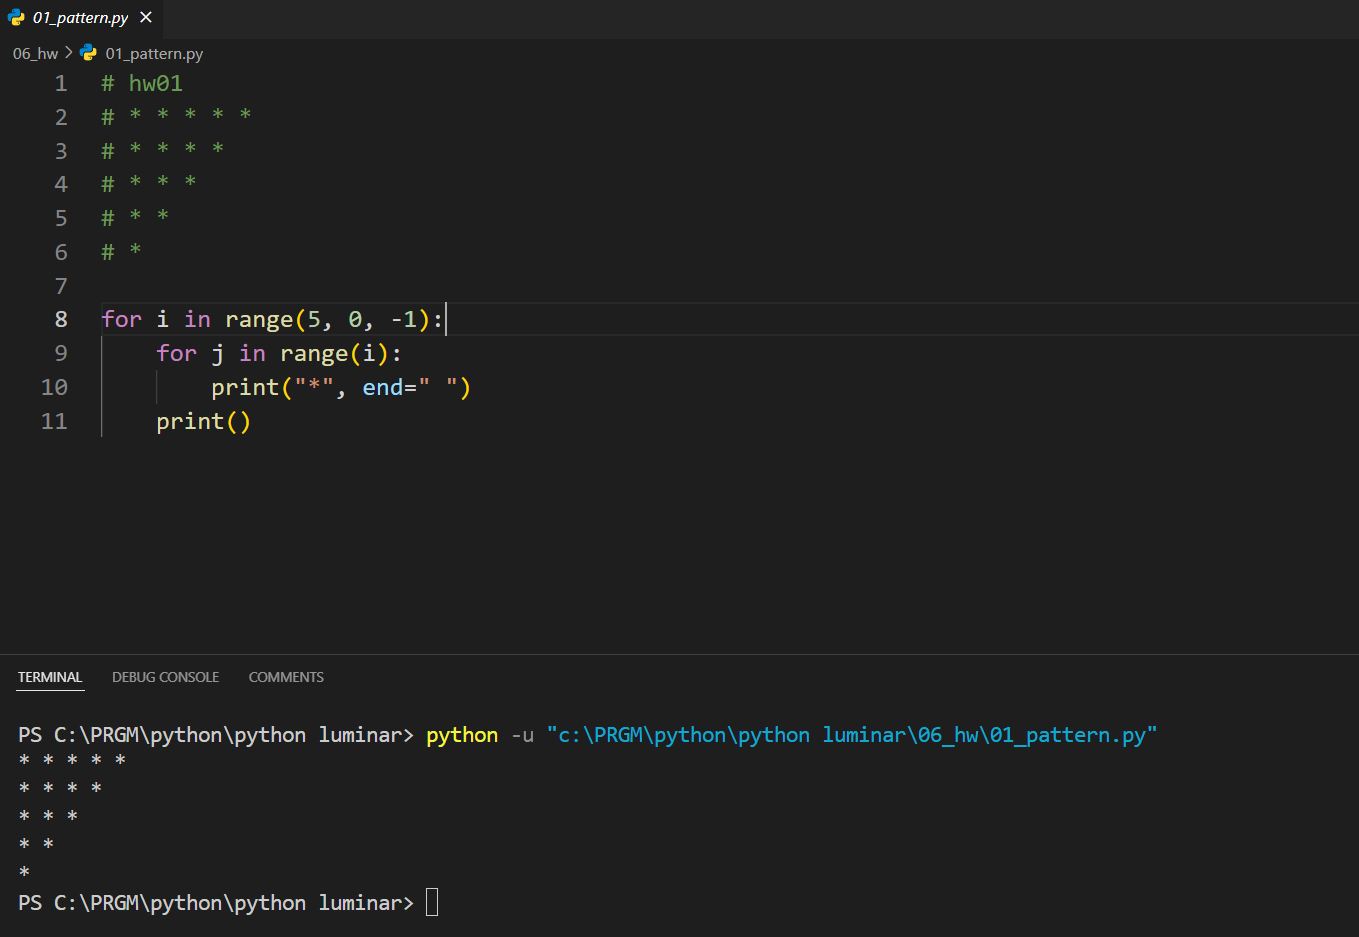 01_pattern.py ×
06_hw > 01_pattern.py
1 # hw01
2 # * * * * *
3 # * * * *
4 # * * *
5 # * *
6 # *
7
8 for i in range(5, 0, -1):
9     for j in range(i):
10         print("*", end=" ")
11     print()
TERMINAL DEBUG CONSOLE COMMENTS
PS C:\PRGM\python\python luminar> python -u "c:\PRGM\python\python luminar\06_hw\01_pattern.py"
* * * * *
* * * *
* * *
* *
*
PS C:\PRGM\python\python luminar>